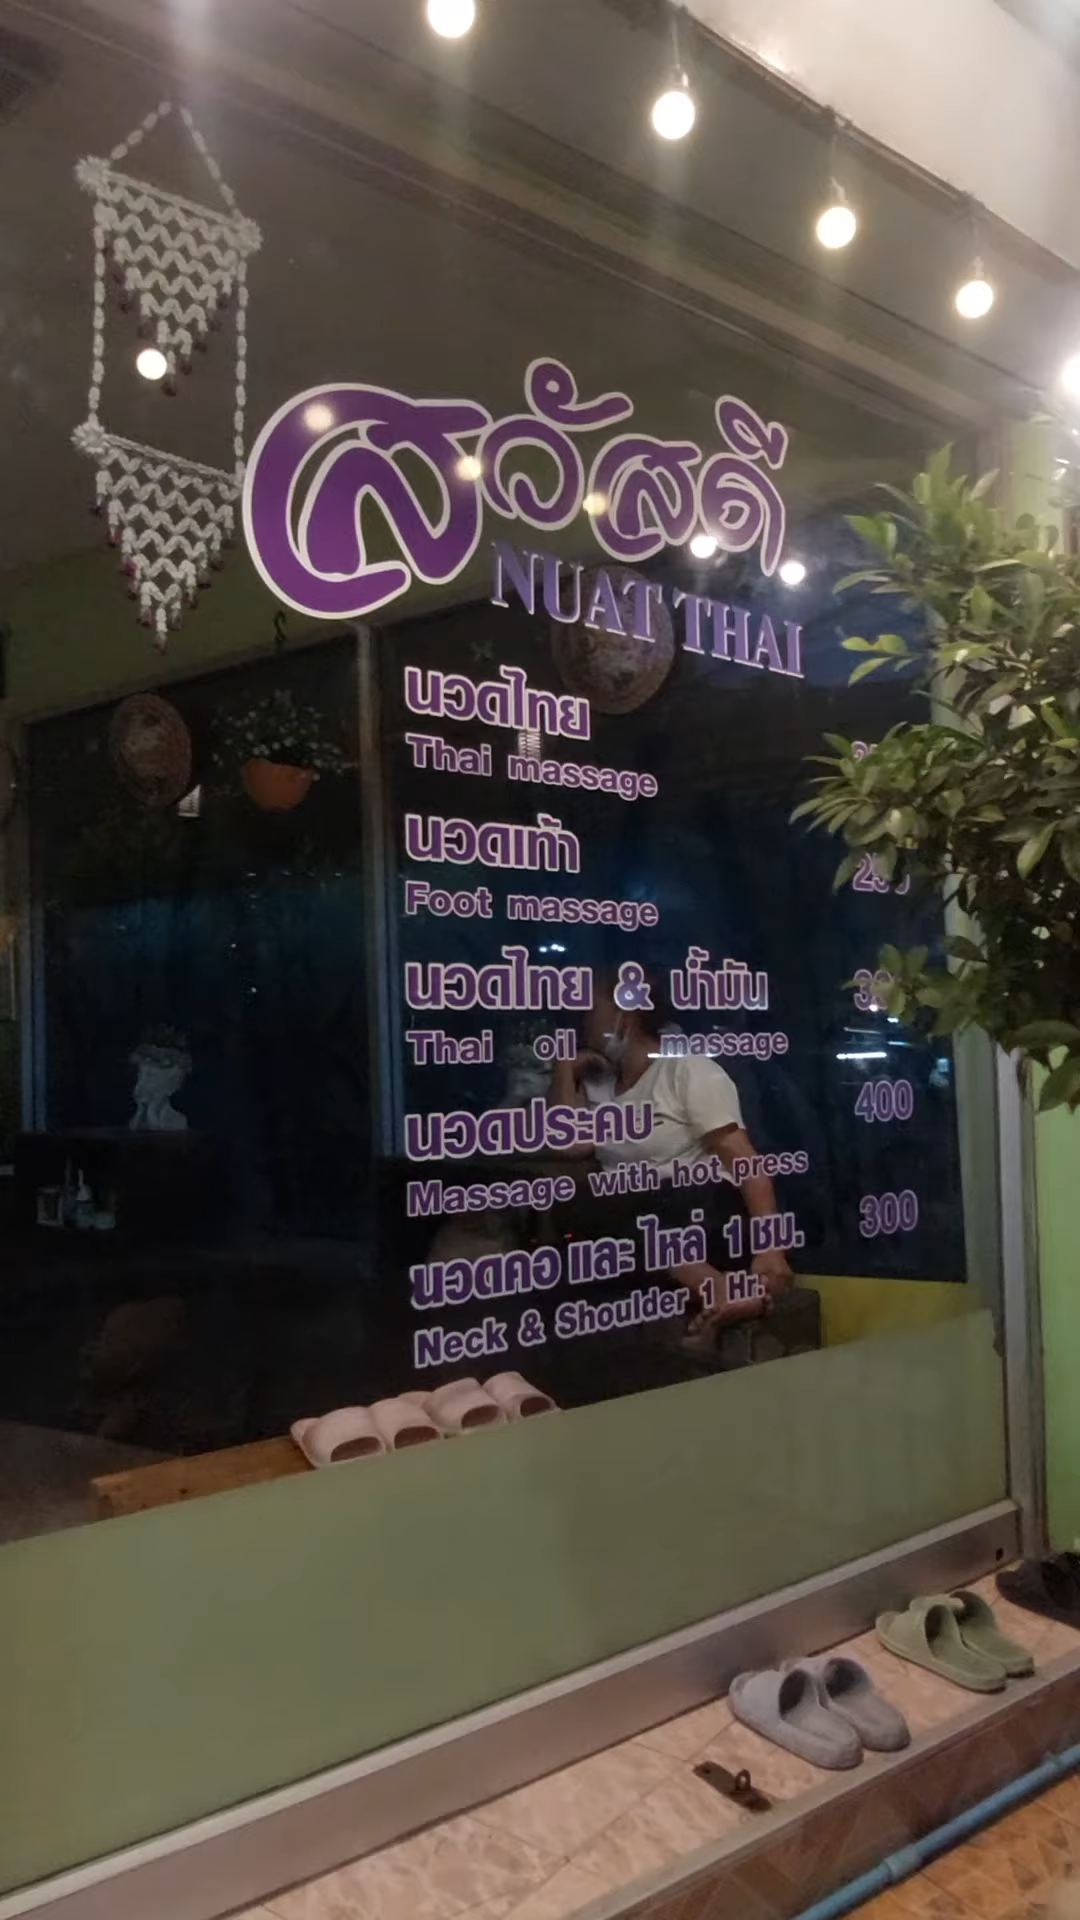 สวัสดี
NUAT THAI
นวดไทย
Thai massage
นวดเท้า
Foot massage
นวดไทย & น้ำมัน
Thai oil massage
นวดประคบ 400
Massage with hot press
นวดคอ และ ไหล่ 1 ชม. 300
Neck & Shoulder 1 Hr.